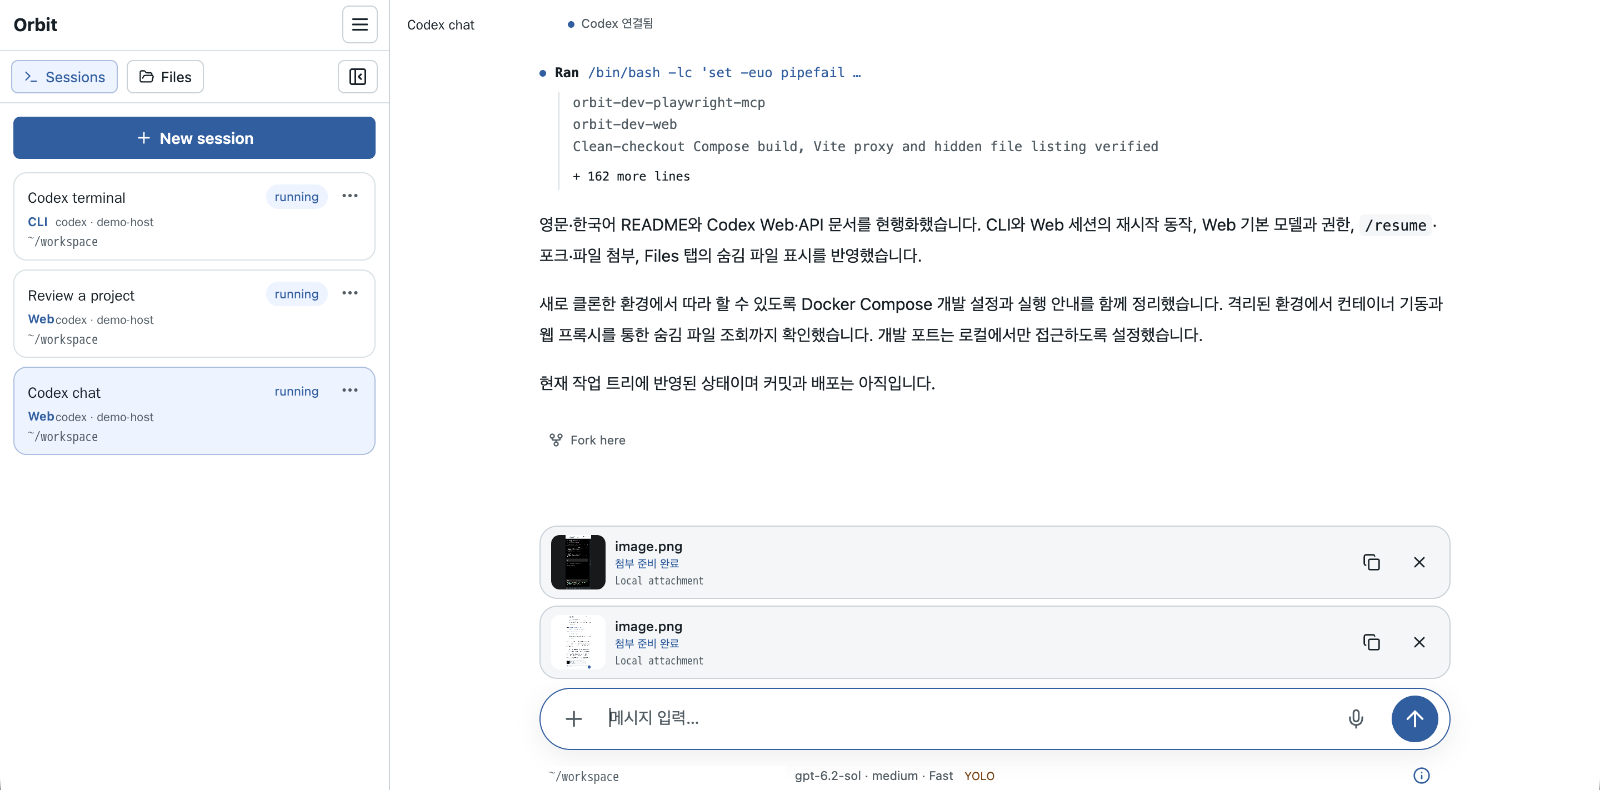 Orbit
Sessions
Files
New session
Codex terminal
running
CLI codex · demo-host
~/workspace
Review a project
running
Web codex · demo-host
~/workspace
Codex chat
running
Web codex · demo-host
~/workspace
Codex chat
Codex 연결됨
Ran /bin/bash -lc 'set -euo pipefail …
orbit-dev-playwright-mcp
orbit-dev-web
Clean-checkout Compose build, Vite proxy and hidden file listing verified
+ 162 more lines
영문·한국어 README와 Codex Web·API 문서를 현행화했습니다. CLI와 Web 세션의 재시작 동작, Web 기본 모델과 권한, /resume ·
포크·파일 첨부, Files 탭의 숨김 파일 표시를 반영했습니다.
새로 클론한 환경에서 따라 할 수 있도록 Docker Compose 개발 설정과 실행 안내를 함께 정리했습니다. 격리된 환경에서 컨테이너 기동과
웹 프록시를 통한 숨김 파일 조회까지 확인했습니다. 개발 포트는 로컬에서만 접근하도록 설정했습니다.
현재 작업 트리에 반영된 상태이며 커밋과 배포는 아직입니다.
Fork here
image.png
첨부 준비 완료
Local attachment
image.png
첨부 준비 완료
Local attachment
메시지 입력...
~/workspace
gpt-6.2-sol · medium · Fast YOLO